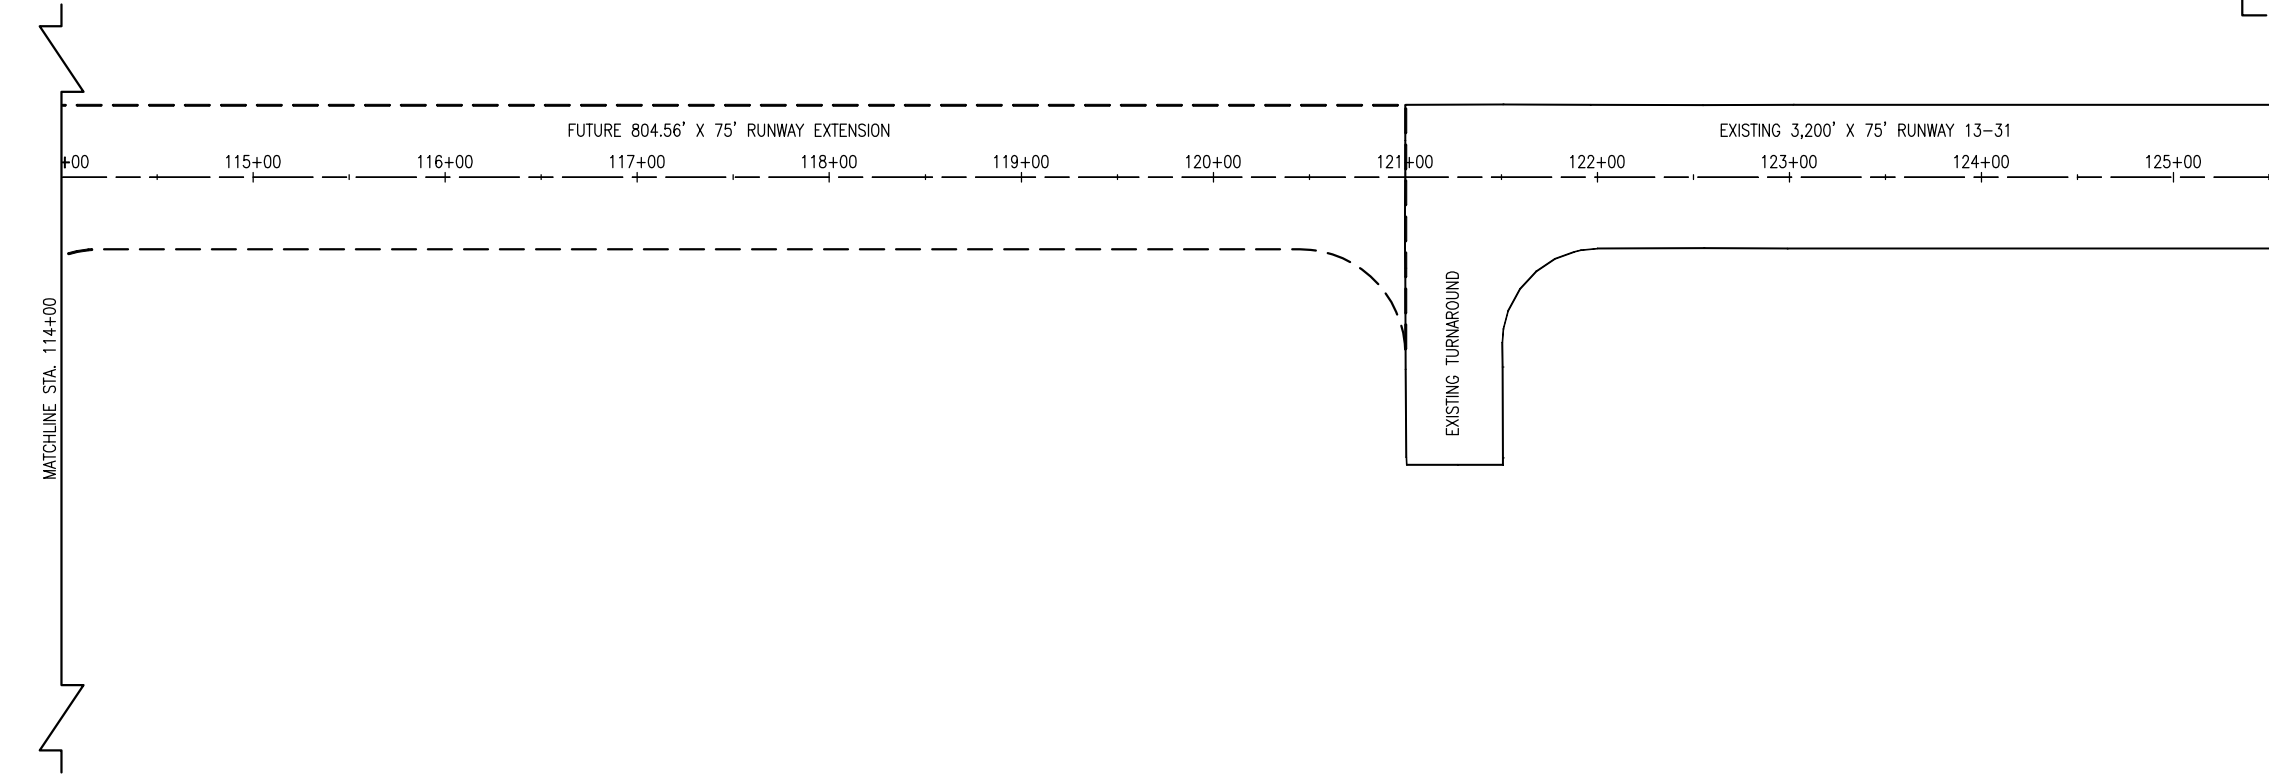 FUTURE 804.56' X 75' RUNWAY EXTENSION
EXISTING 3,200' X 75' RUNWAY 13-31
+00 115+00 116+00 117+00 118+00 119+00 120+00 121+00 122+00 123+00 124+00 125+00
MATCHLINE STA. 114+00
EXISTING TURNAROUND